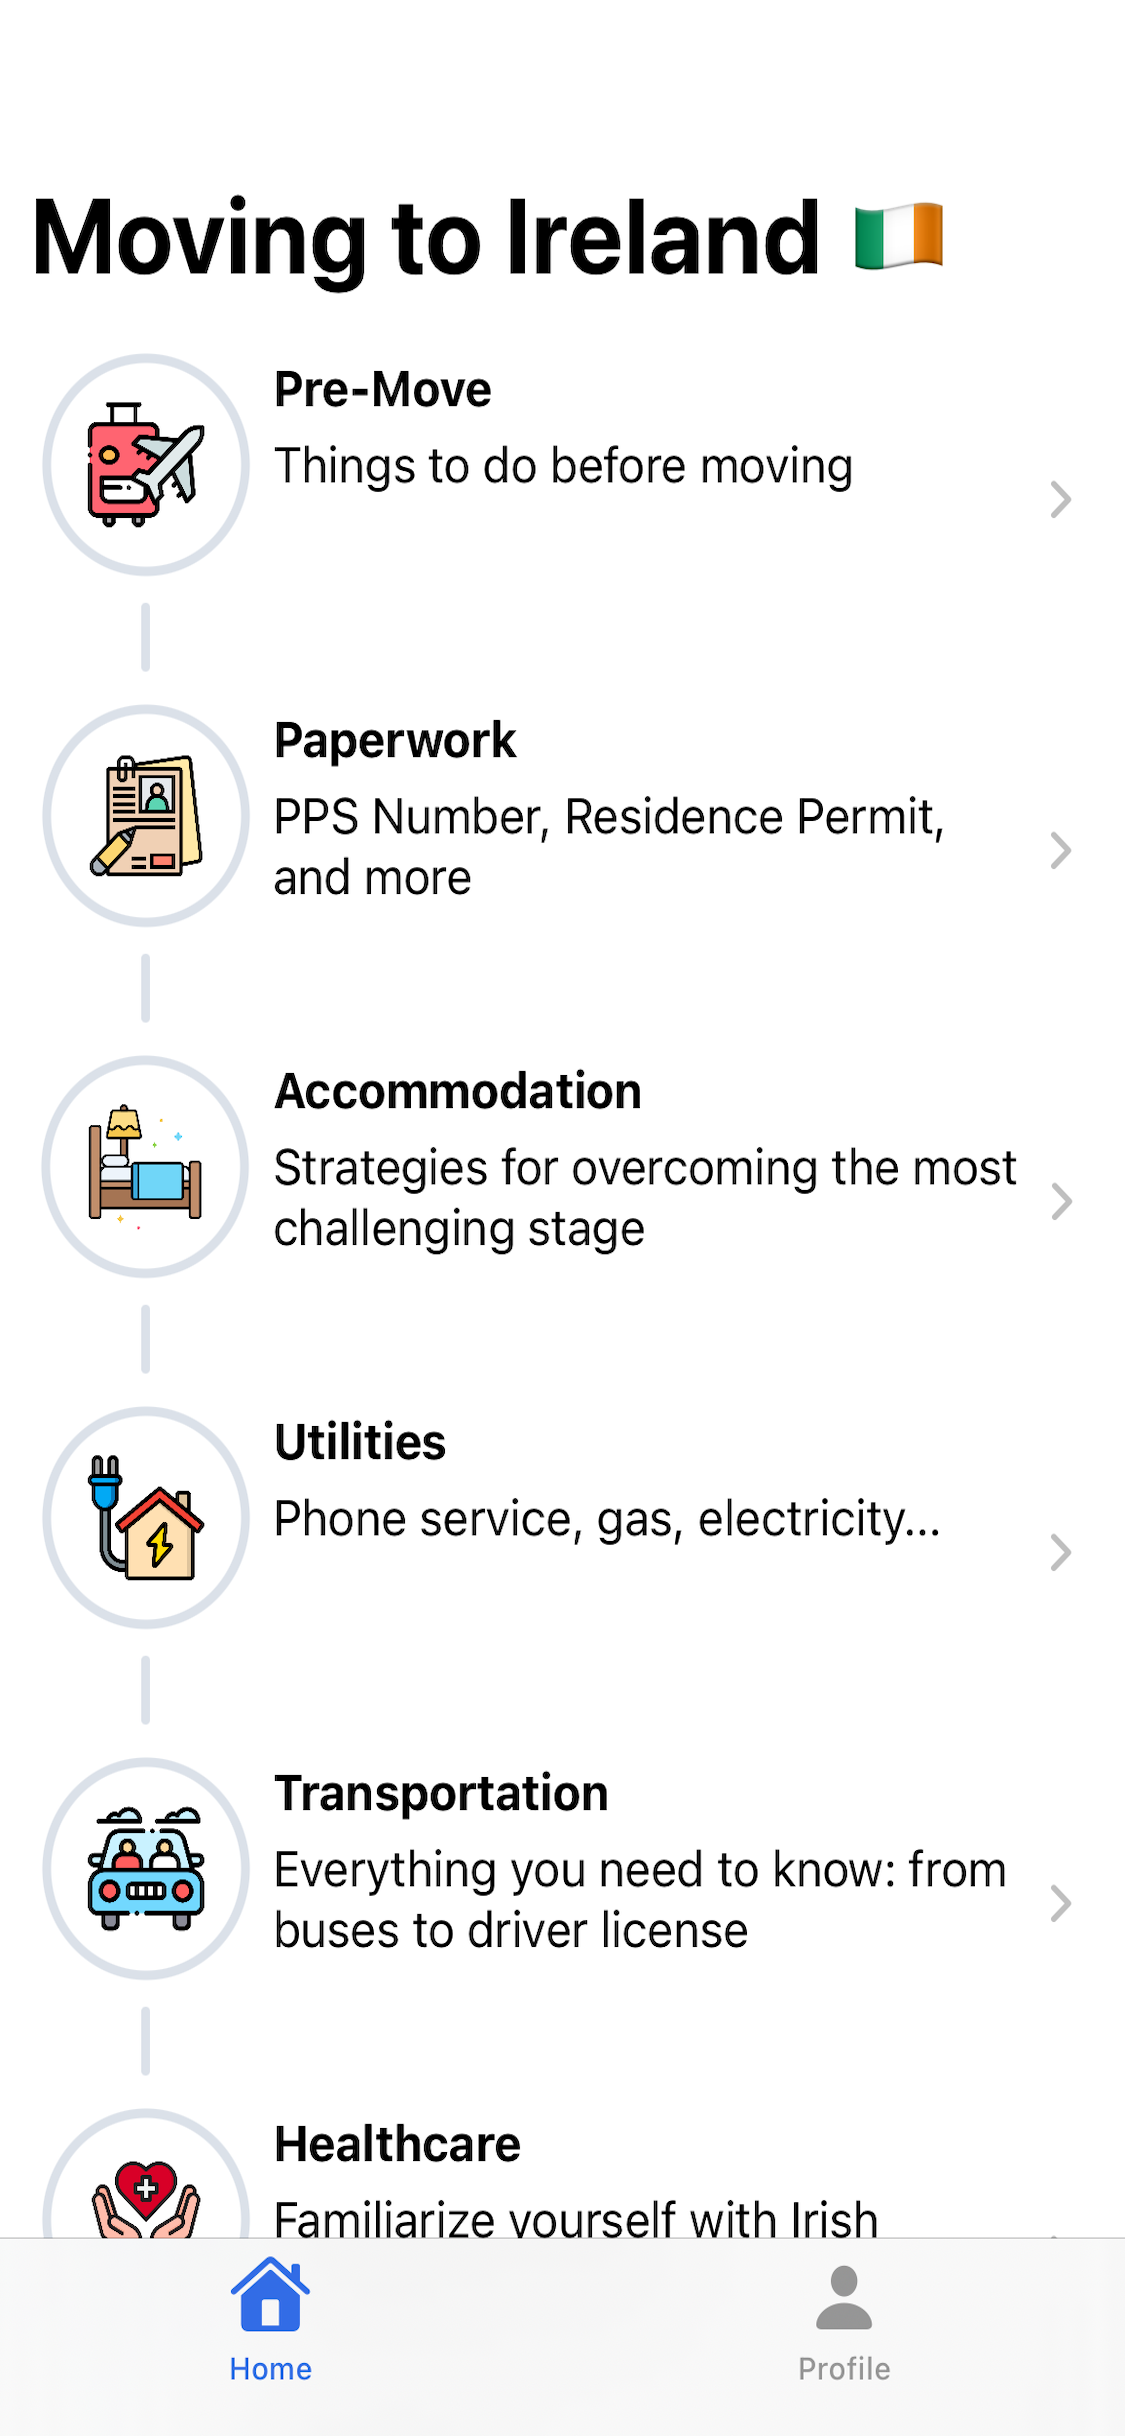 Moving to Ireland 🇮🇪
Pre-Move
Things to do before moving
Paperwork
PPS Number, Residence Permit,
and more
Accommodation
Strategies for overcoming the most
challenging stage
Utilities
Phone service, gas, electricity...
Transportation
Everything you need to know: from
buses to driver license
Healthcare
Familiarize yourself with Irish
Home
Profile